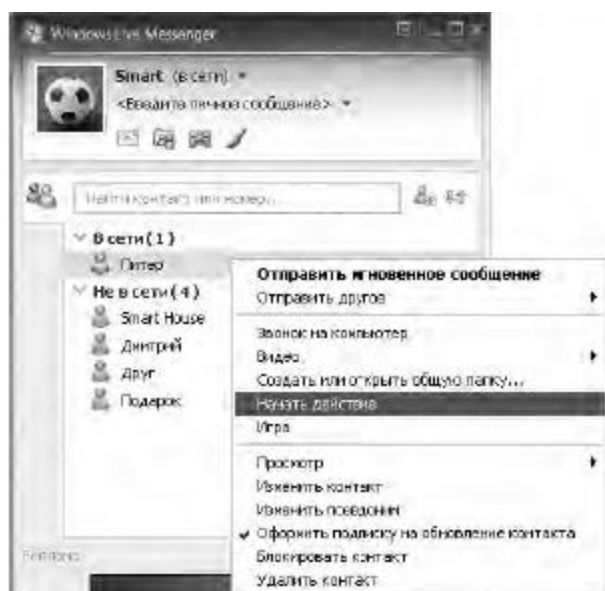 Windows Live Messenger
Smart (в сети)
<Введите личное сообщение>
Найти контакт или номер...
В сети (1)
Питер
Не в сети (4)
Smart House
Дмитрий
Друг
Подарок
Отправить мгновенное сообщение
Отправить другое
Звонок на компьютер
Видео
Создать или открыть общую папку...
Начать действие
Игра
Просмотр
Изменить контакт
Изменить псевдоним
Оформить подписку на обновление контакта
Блокировать контакт
Удалить контакт